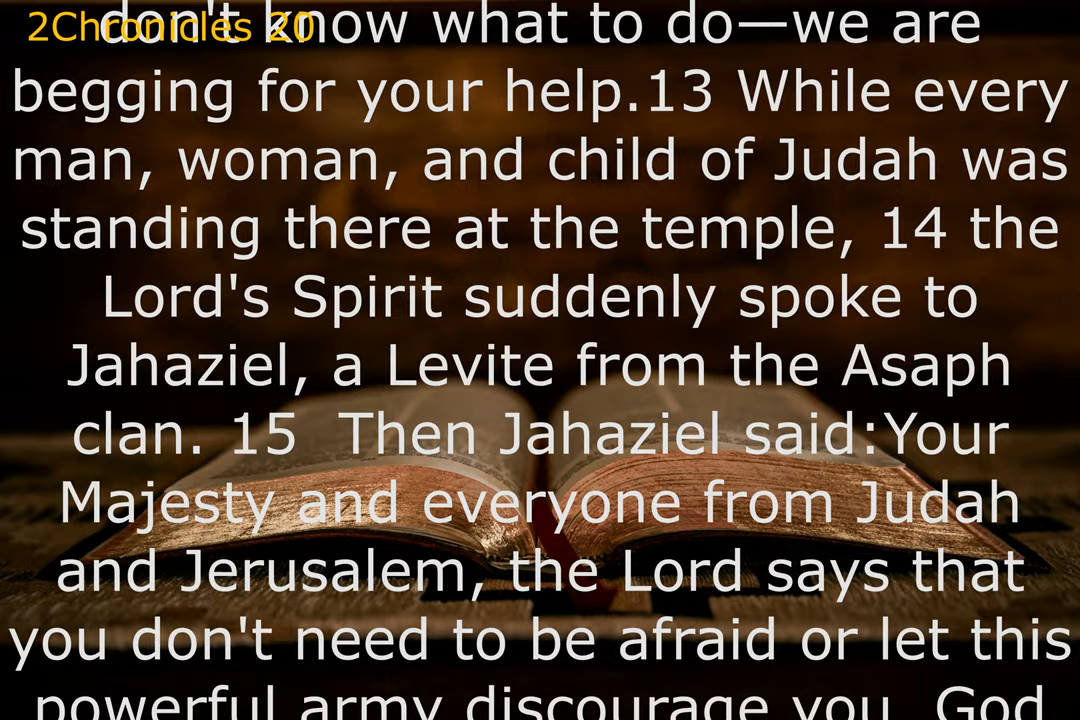 2Chronicles 20
don't know what to do—we are
begging for your help.13 While every
man, woman, and child of Judah was
standing there at the temple, 14 the
Lord's Spirit suddenly spoke to
Jahaziel, a Levite from the Asaph
clan. 15  Then Jahaziel said:Your
Majesty and everyone from Judah
and Jerusalem, the Lord says that
you don't need to be afraid or let this
powerful army discourage you. God